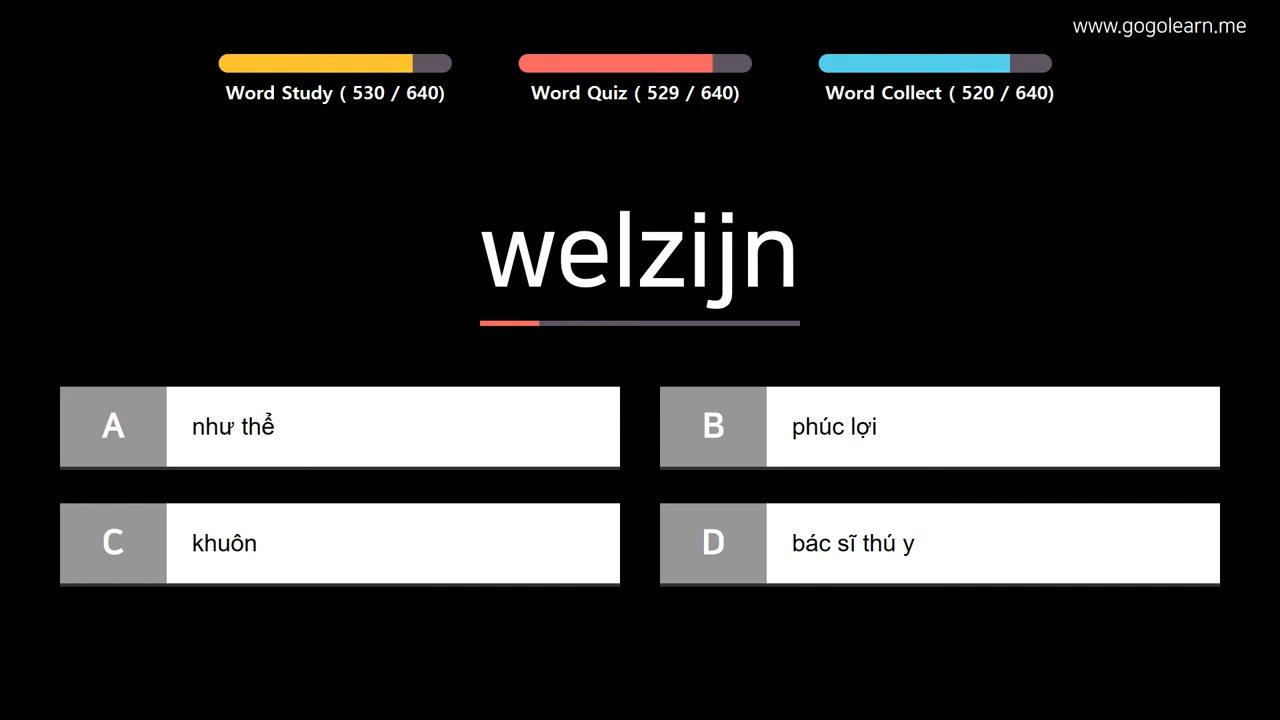 www.gogolearn.me
Word Study ( 530 / 640)
Word Quiz ( 529 / 640)
Word Collect ( 520 / 640)
welzijn
A
như thể
B
phúc lợi
C
khuôn
D
bác sĩ thú y